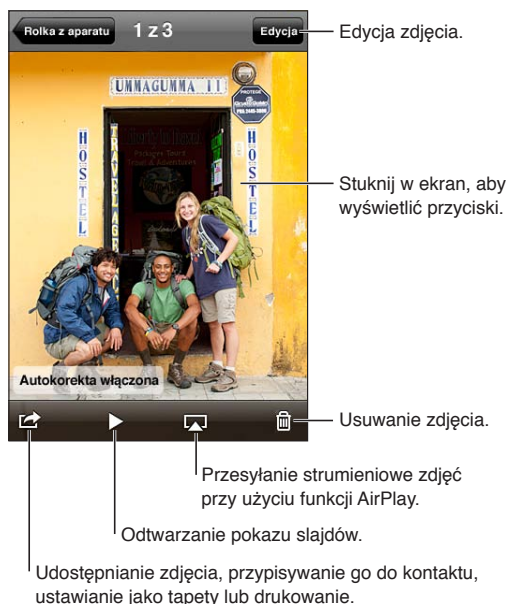 Rolka z aparatu
1 z 3
Edycja
Edycja zdjęcia.
UMMAGUMMA II
PROTEGE
HOSTEL
HOSTEL
TRAVEL AGE
Stuknij w ekran, aby
wyświetlić przyciski.
Autokorekta włączona
Usuwanie zdjęcia.
Przesyłanie strumieniowe zdjęć
przy użyciu funkcji AirPlay.
Odtwarzanie pokazu slajdów.
Udostępnianie zdjęcia, przypisywanie go do kontaktu,
ustawianie jako tapety lub drukowanie.